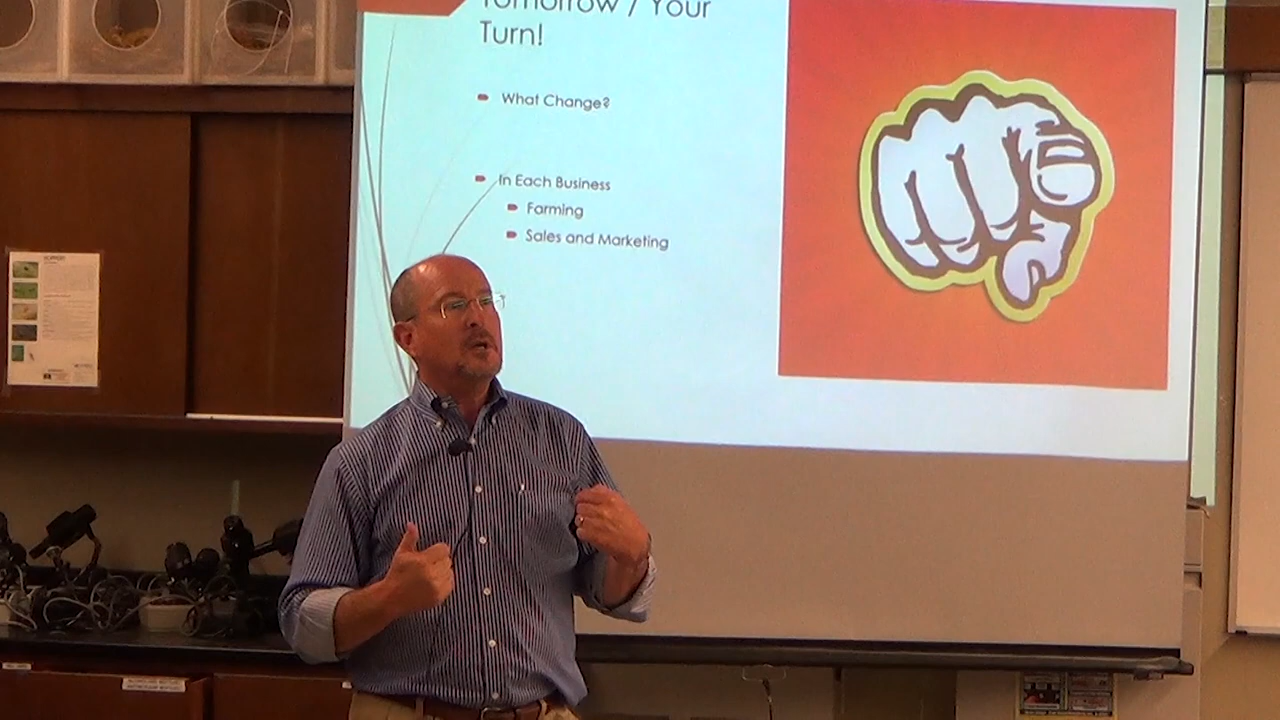 Tomorrow / Your
Turn!
What Change?
In Each Business
Farming
Sales and Marketing